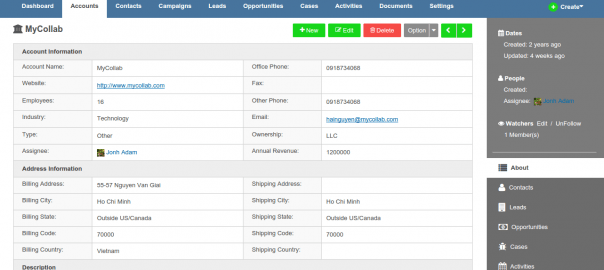 Dashboard Accounts Contacts Campaigns Leads Opportunities Cases Activities Documents Settings Create
MyCollab
New Edit Delete Option
Account Information
Account Name: MyCollab Office Phone: 0918734068
Website: http://www.mycollab.com Fax:
Employees: 16 Other Phone: 0918734068
Industry: Technology Email: hainguyen@mycollab.com
Type: Other Ownership: LLC
Assignee: Jonh Adam Annual Revenue: 1200000
Address Information
Billing Address: 55-57 Nguyen Van Giai Shipping Address:
Billing City: Ho Chi Minh Shipping City: Ho Chi Minh
Billing State: Outside US/Canada Shipping State: Outside US/Canada
Billing Code: 70000 Shipping Code: 70000
Billing Country: Vietnam Shipping Country:
Description
Dates
Created: 2 years ago
Updated: 4 weeks ago
People
Created:
Assignee: Jonh Adam
Watchers Edit / UnFollow
1 Member(s)
About
Contacts
Leads
Opportunities
Cases
Activities